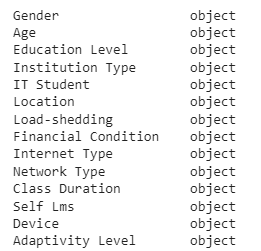 Gender object
Age object
Education Level object
Institution Type object
IT Student object
Location object
Load-shedding object
Financial Condition object
Internet Type object
Network Type object
Class Duration object
Self Lms object
Device object
Adaptivity Level object